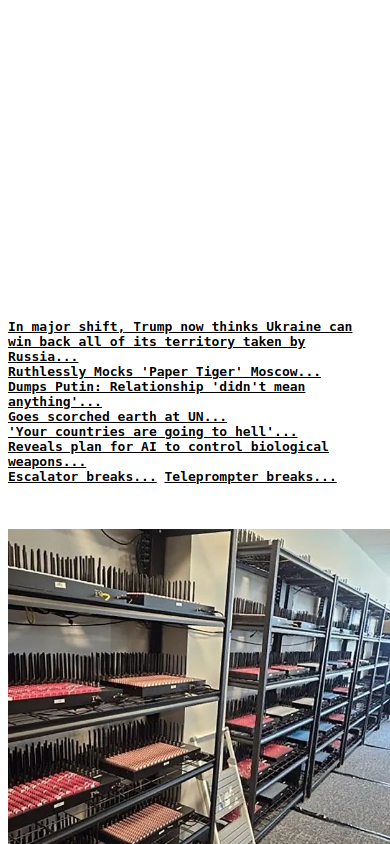 In major shift, Trump now thinks Ukraine can
win back all of its territory taken by
Russia...
Ruthlessly Mocks 'Paper Tiger' Moscow...
Dumps Putin: Relationship 'didn't mean
anything'...
Goes scorched earth at UN...
'Your countries are going to hell'...
Reveals plan for AI to control biological
weapons...
Escalator breaks... Teleprompter breaks...